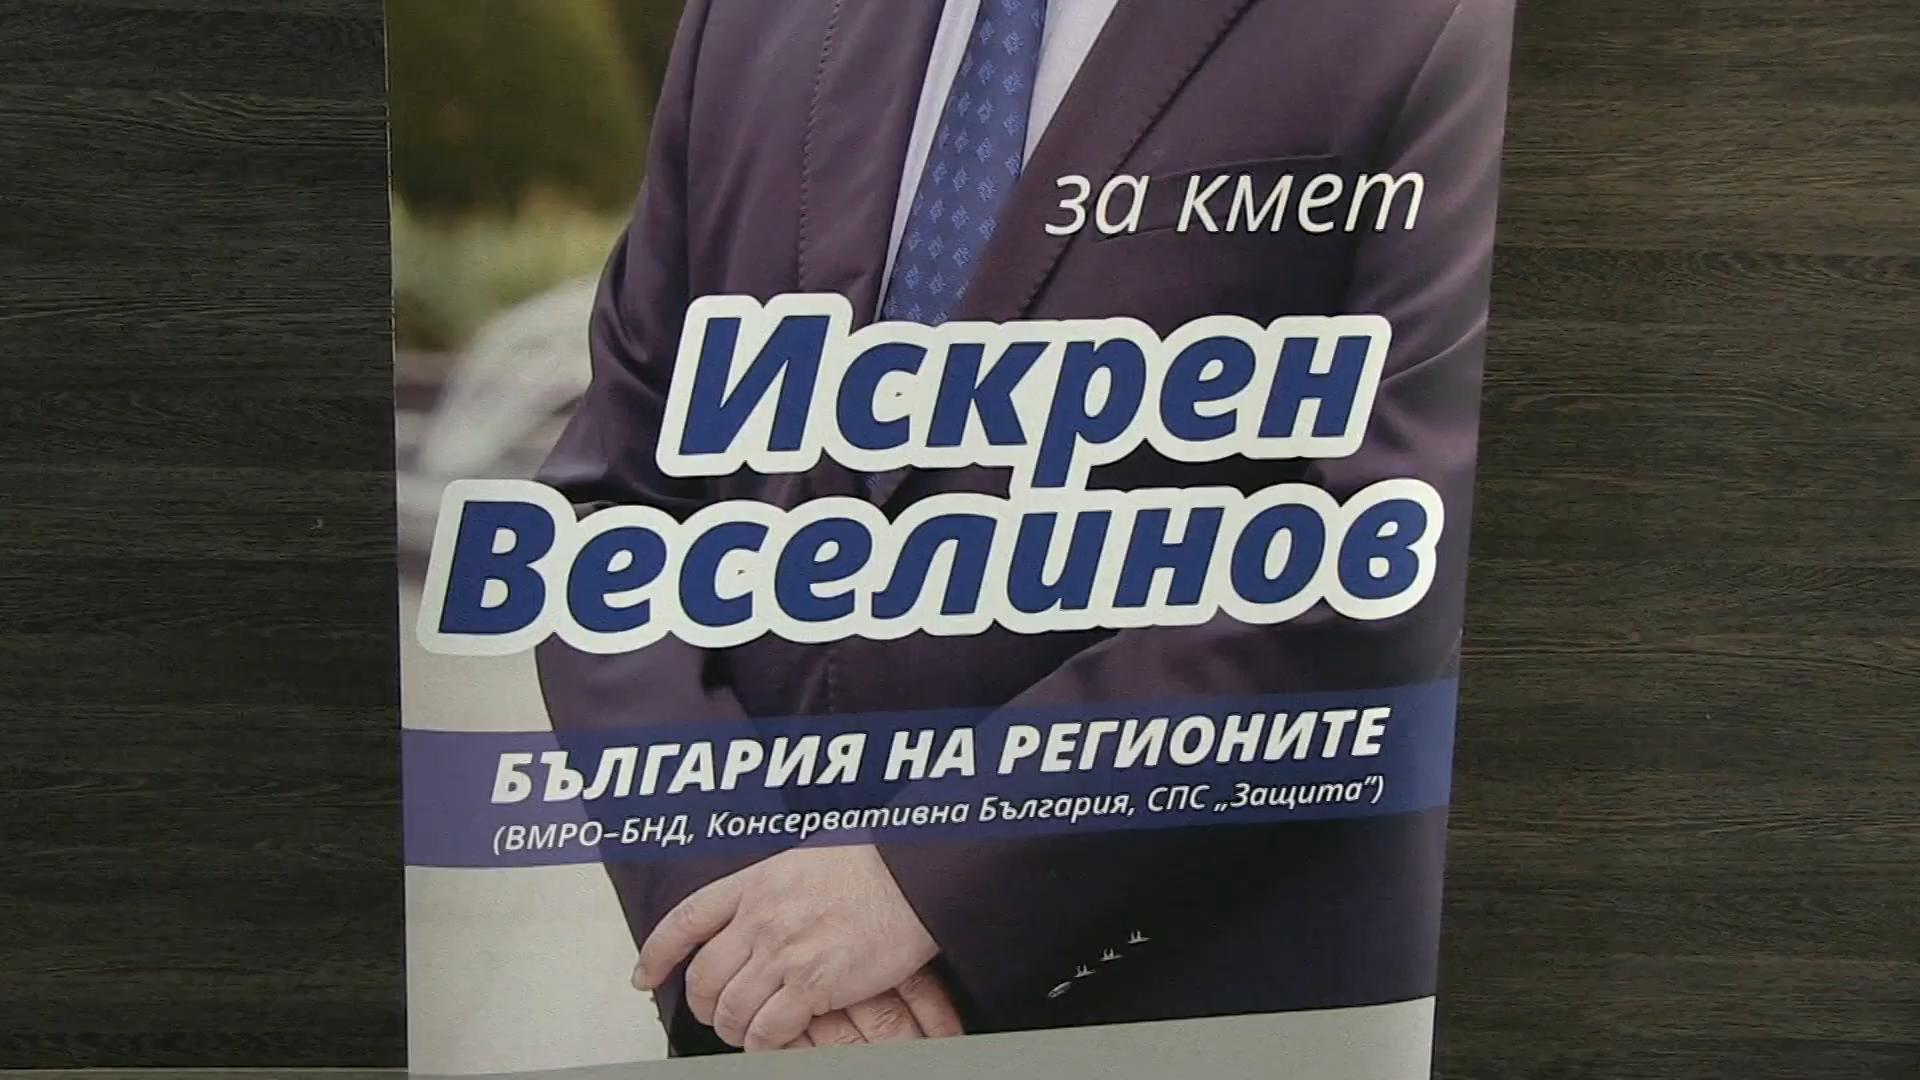 за кмет
Искрен
Веселинов
БЪЛГАРИЯ НА РЕГИОНИТЕ
(ВМРО–БНД, Консервативна България, СПС „Защита”)